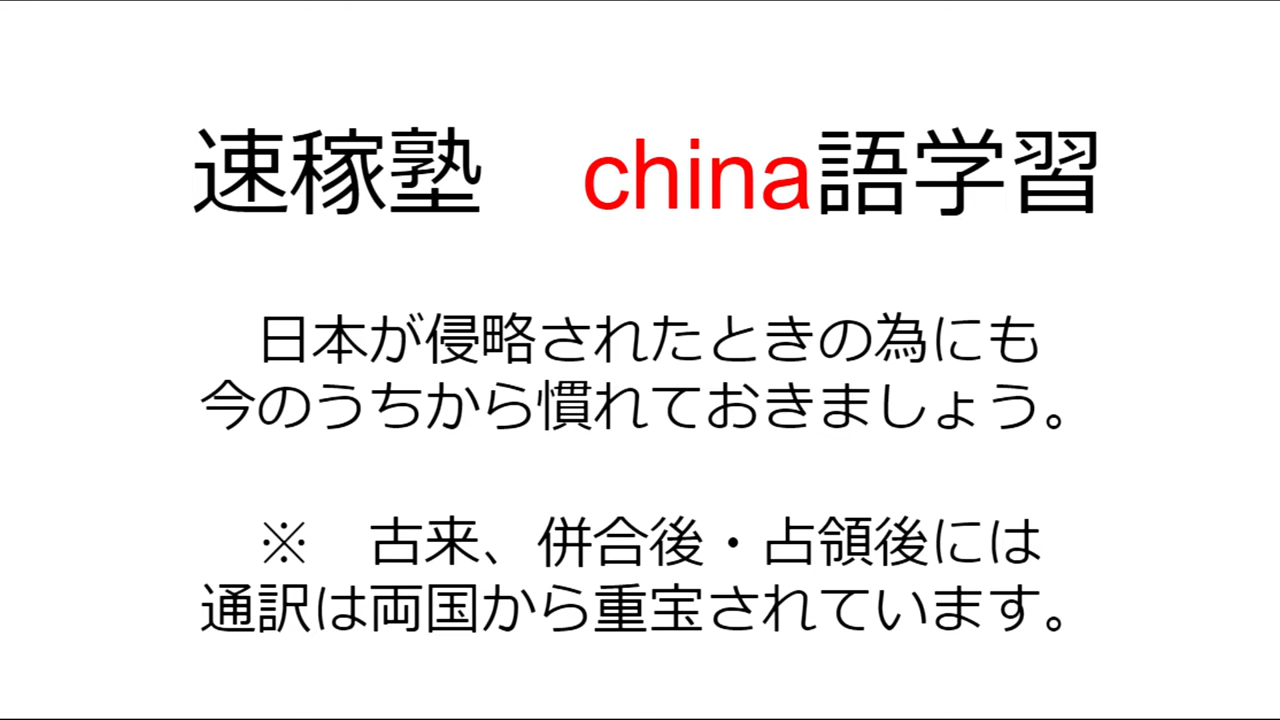 速稼塾　china語学習
日本が侵略されたときの為にも
今のうちから慣れておきましょう。
※　古来、併合後・占領後には
通訳は両国から重宝されています。